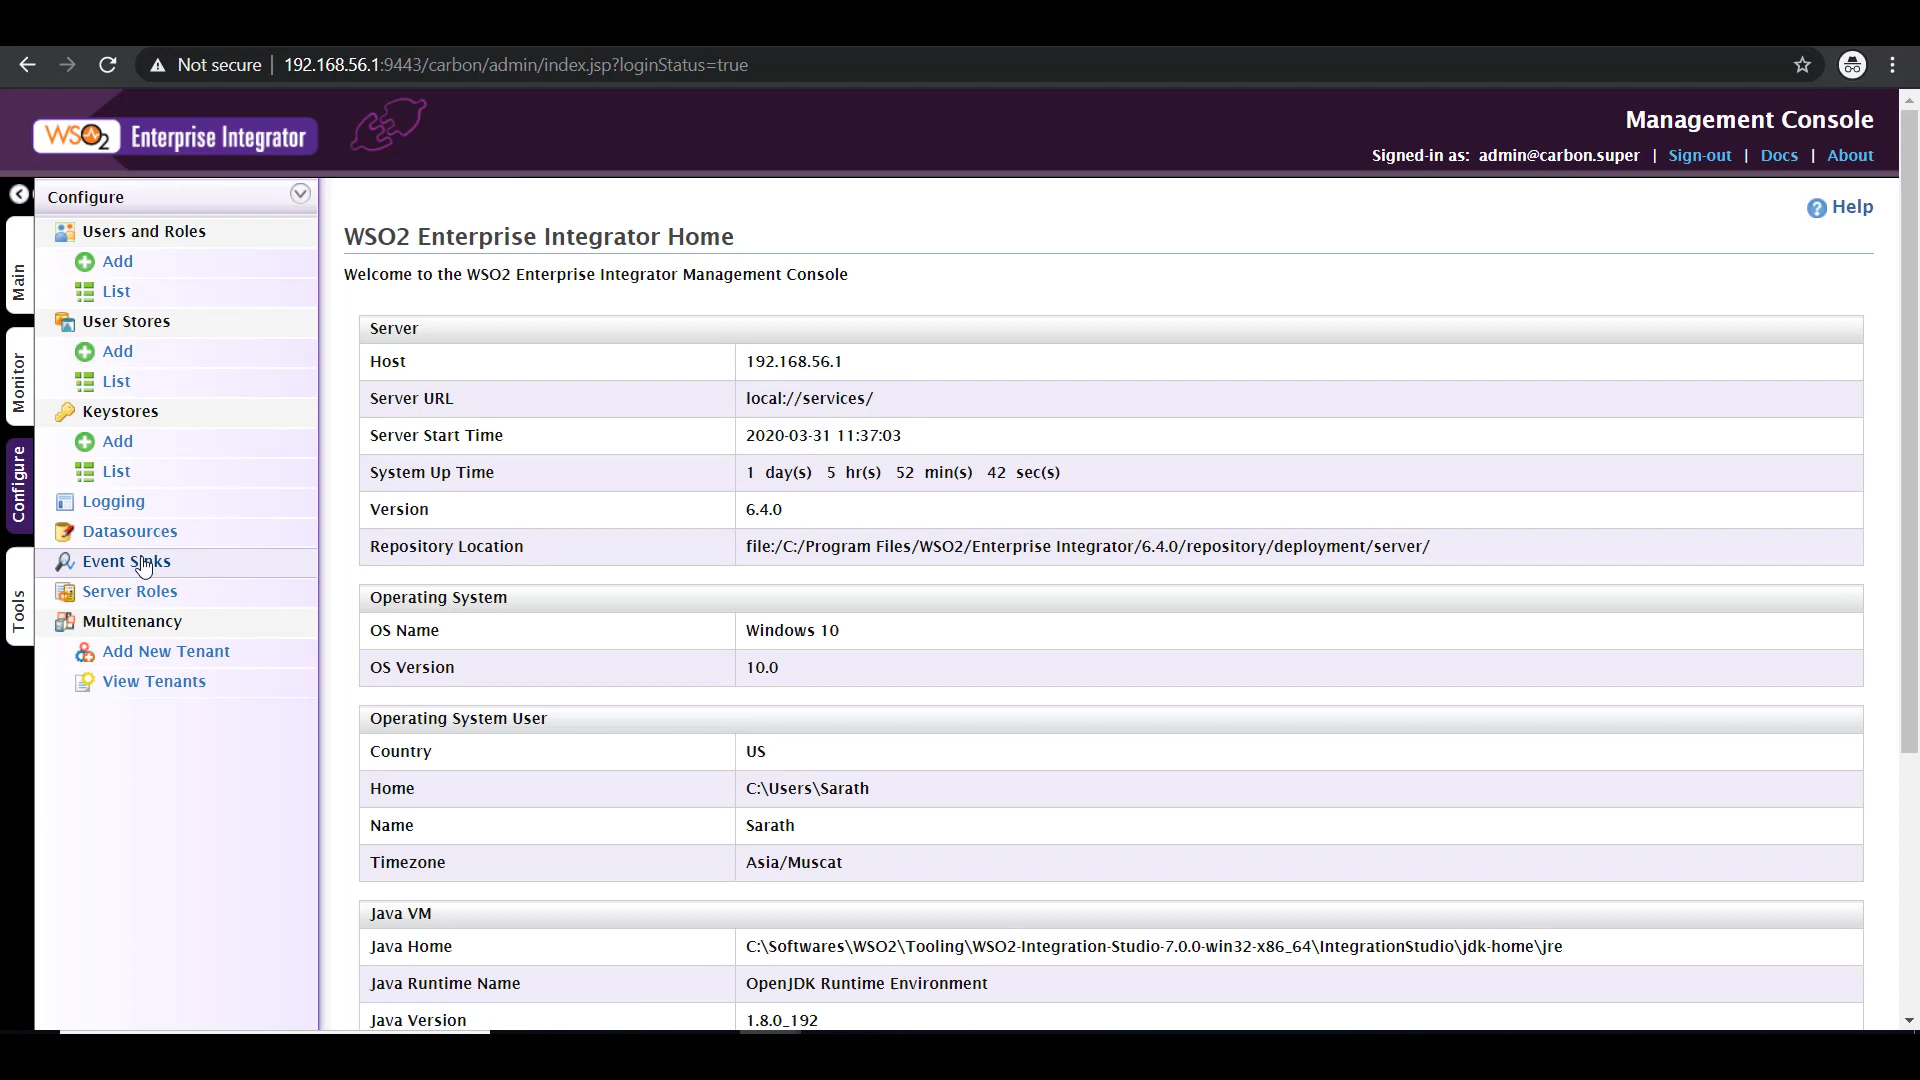 Not secure 192.168.56.1:9443/carbon/admin/index.jsp?loginStatus=true
WSO2 Enterprise Integrator
Management Console
Signed-in as: admin@carbon.super | Sign-out | Docs | About
Main
Monitor
Configure
Tools
Configure
Users and Roles
Add
List
User Stores
Add
List
Keystores
Add
List
Logging
Datasources
Event Sinks
Server Roles
Multitenancy
Add New Tenant
View Tenants
Help
WSO2 Enterprise Integrator Home
Welcome to the WSO2 Enterprise Integrator Management Console
Server
Host 192.168.56.1
Server URL local://services/
Server Start Time 2020-03-31 11:37:03
System Up Time 1 day(s) 5 hr(s) 52 min(s) 42 sec(s)
Version 6.4.0
Repository Location file:/C:/Program Files/WSO2/Enterprise Integrator/6.4.0/repository/deployment/server/
Operating System
OS Name Windows 10
OS Version 10.0
Operating System User
Country US
Home C:\Users\Sarath
Name Sarath
Timezone Asia/Muscat
Java VM
Java Home C:\Softwares\WSO2\Tooling\WSO2-Integration-Studio-7.0.0-win32-x86_64\IntegrationStudio\jdk-home\jre
Java Runtime Name OpenJDK Runtime Environment
Java Version 1.8.0_192